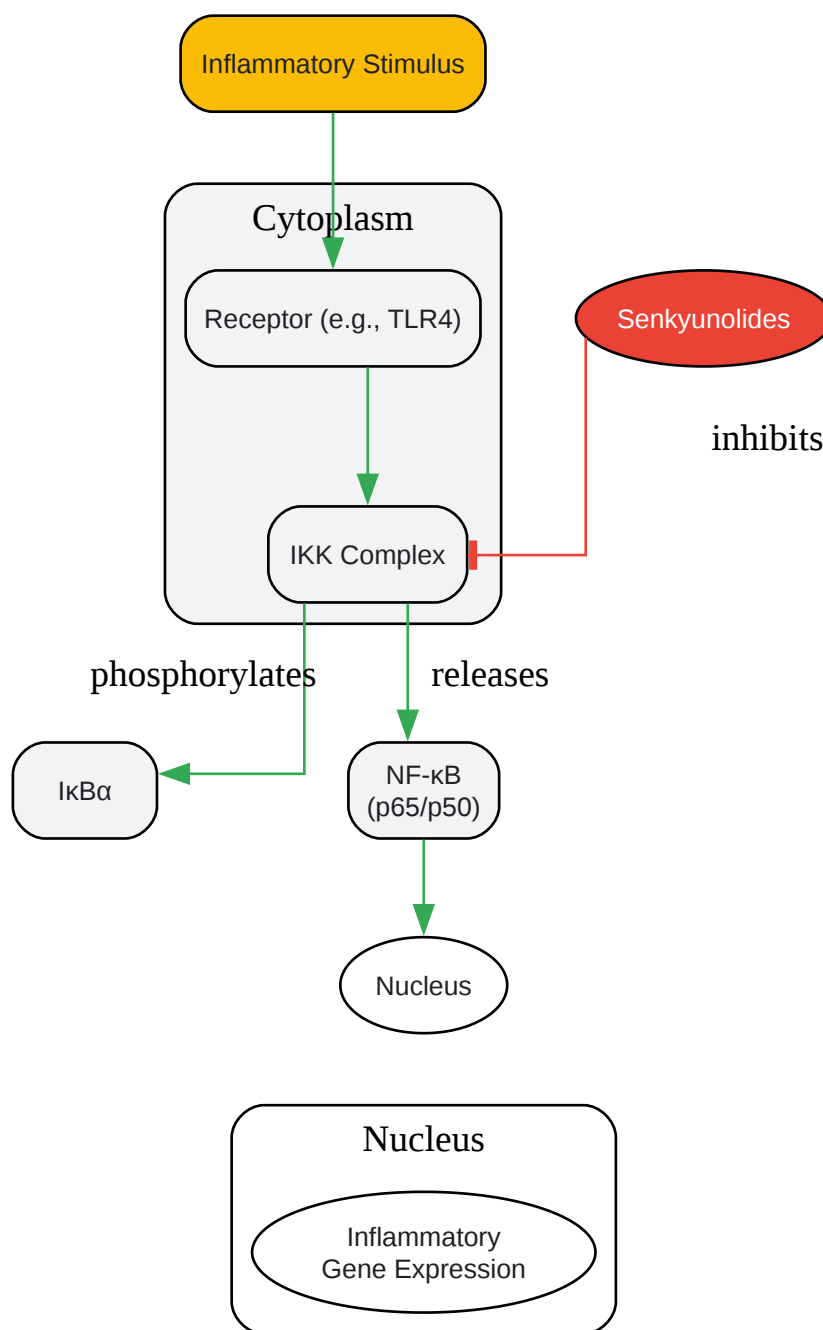 Inflammatory Stimulus
Cytoplasm
Receptor (e.g., TLR4)
Senkyunolides
inhibits
IKK Complex
phosphorylates
releases
IκBα
NF-κB
(p65/p50)
Nucleus
Nucleus
Inflammatory
Gene Expression